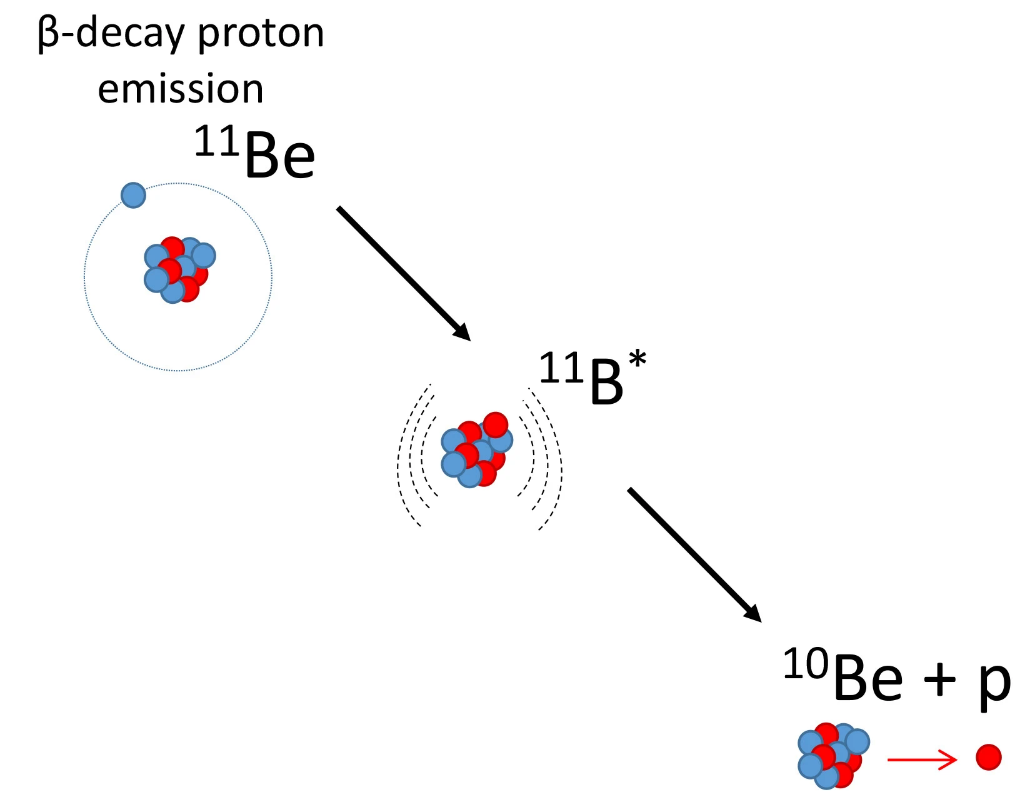 β-decay proton
emission
¹¹Be
¹¹B*
¹⁰Be + p